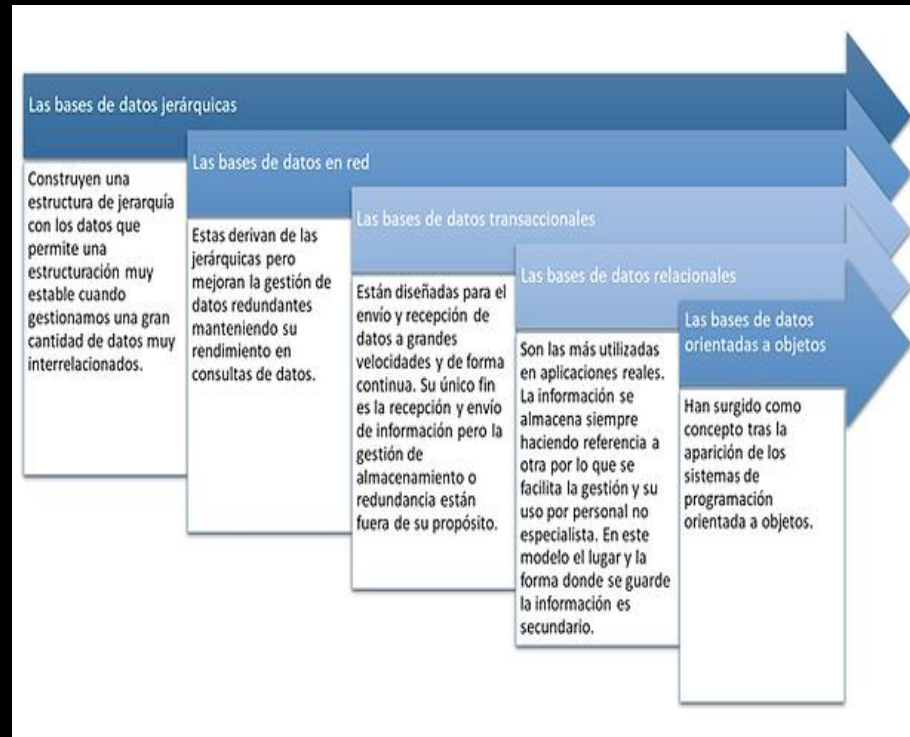 Las bases de datos jerárquicas
Construyen una
estructura de jerarquía
con los datos que
permite una
estructuración muy
estable cuando
gestionamos una gran
cantidad de datos muy
interrelacionados.
Las bases de datos en red
Estas derivan de las
jerárquicas pero
mejoran la gestión de
datos redundantes
manteniendo su
rendimiento en
consultas de datos.
Las bases de datos transaccionales
Están diseñadas para el
envío y recepción de
datos a grandes
velocidades y de forma
continua. Su único fin
es la recepción y envío
de información pero la
gestión de
almacenamiento o
redundancia están
fuera de su propósito.
Las bases de datos relacionales
Son las más utilizadas
en aplicaciones reales.
La información se
almacena siempre
haciendo referencia a
otra por lo que se
facilita la gestión y su
uso por personal no
especialista. En este
modelo el lugar y la
forma donde se guarde
la información es
secundario.
Las bases de datos
orientadas a objetos
Han surgido como
concepto tras la
aparición de los
sistemas de
programación
orientada a objetos.